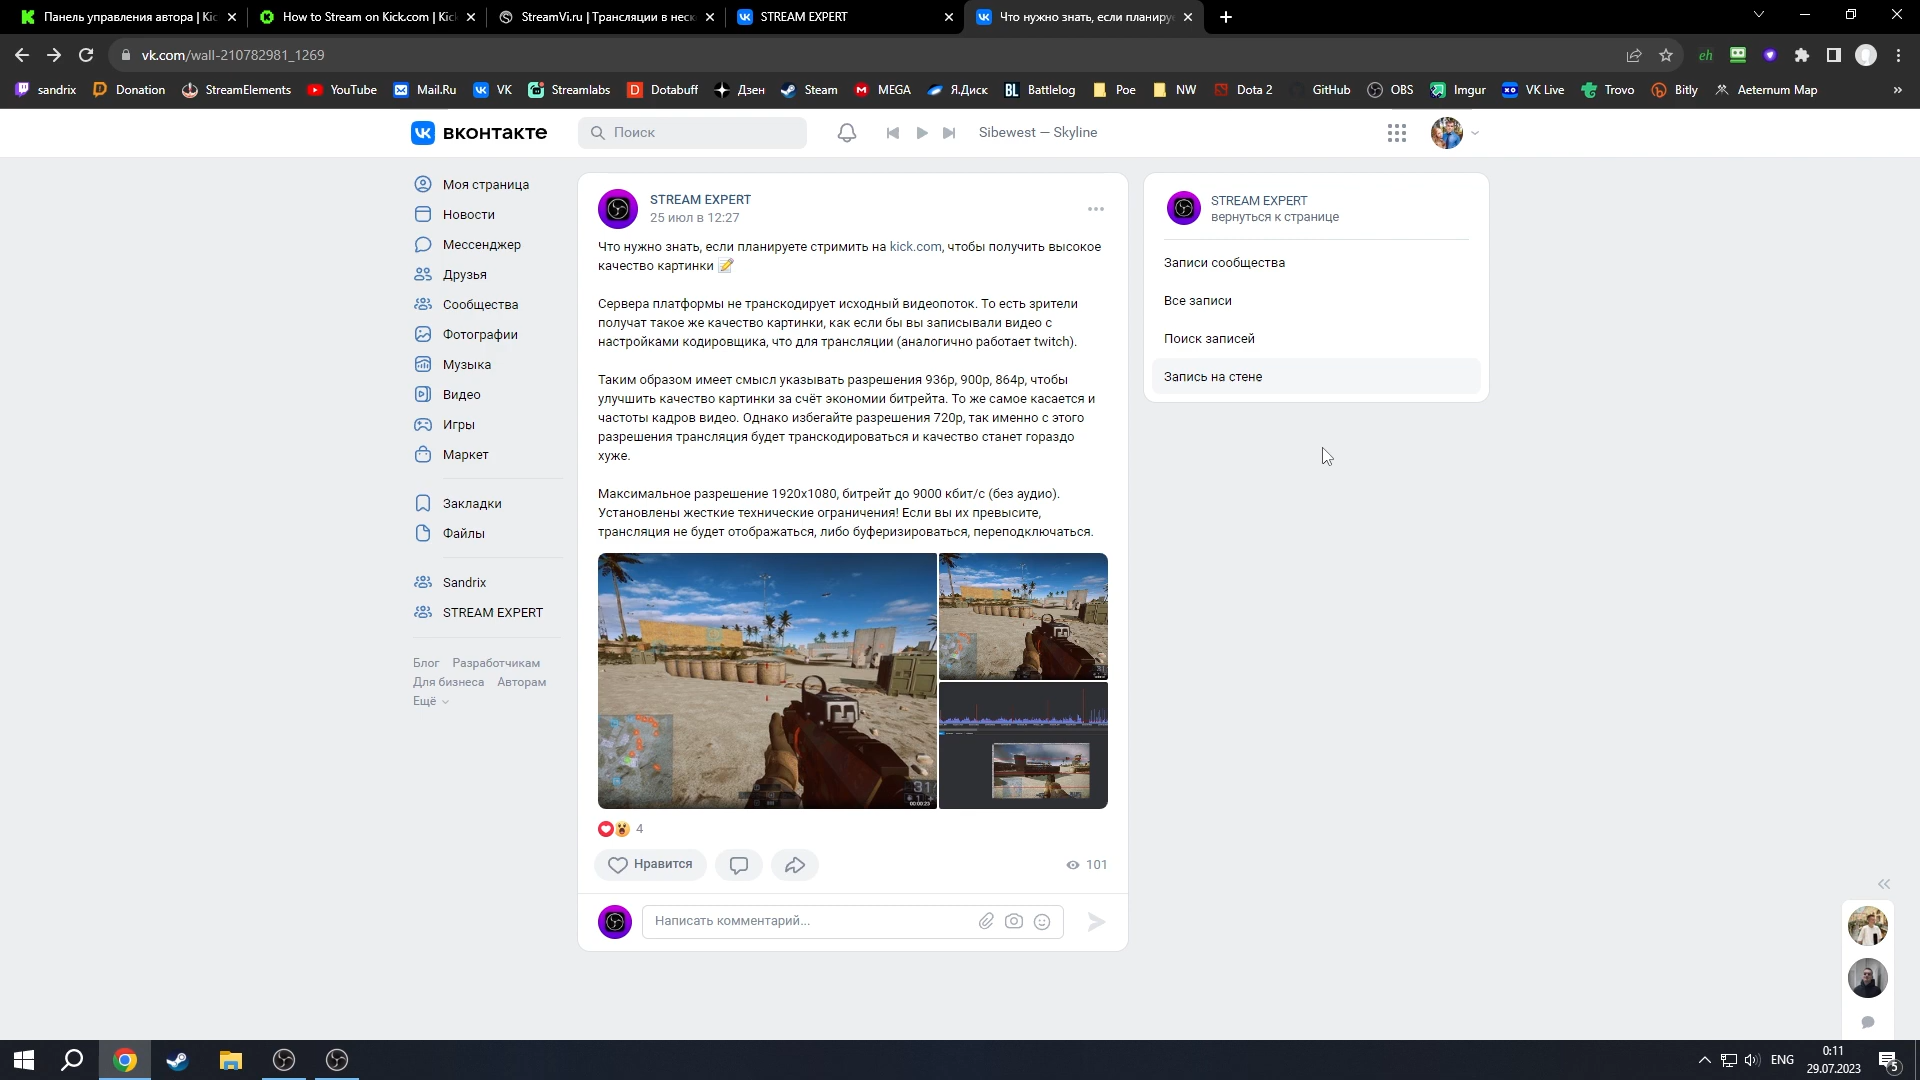 Панель управления автора | Kic
How to Stream on Kick.com | Kick
StreamVi.ru | Трансляции в неск
STREAM EXPERT
Что нужно знать, если планиру
vk.com/wall-210782981_1269
eh
sandrix
Donation
StreamElements
YouTube
Mail.Ru
VK
Streamlabs
Dotabuff
Дзен
Steam
MEGA
Я.Диск
BL Battlelog
Poe
NW
Dota 2
GitHub
OBS
Imgur
VK Live
Trovo
Bitly
Aeternum Map
вконтакте
Поиск
Sibewest — Skyline
Моя страница
Новости
Мессенджер
Друзья
Сообщества
Фотографии
Музыка
Видео
Игры
Маркет
Закладки
Файлы
Sandrix
STREAM EXPERT
Блог Разработчикам
Для бизнеса Авторам
Ещё
STREAM EXPERT
25 июл в 12:27
Что нужно знать, если планируете стримить на kick.com, чтобы получить высокое
качество картинки 📝
Сервера платформы не транскодирует исходный видеопоток. То есть зрители
получат такое же качество картинки, как если бы вы записывали видео с
настройками кодировщика, что для трансляции (аналогично работает twitch).
Таким образом имеет смысл указывать разрешения 936p, 900p, 864p, чтобы
улучшить качество картинки за счёт экономии битрейта. То же самое касается и
частоты кадров видео. Однако избегайте разрешения 720p, так именно с этого
разрешения трансляция будет транскодироваться и качество станет гораздо
хуже.
Максимальное разрешение 1920x1080, битрейт до 9000 кбит/с (без аудио).
Установлены жесткие технические ограничения! Если вы их превысите,
трансляция не будет отображаться, либо буферизироваться, переподключаться.
31
4
Нравится
101
Написать комментарий...
STREAM EXPERT
вернуться к странице
Записи сообщества
Все записи
Поиск записей
Запись на стене
ENG
0:11
29.07.2023
5